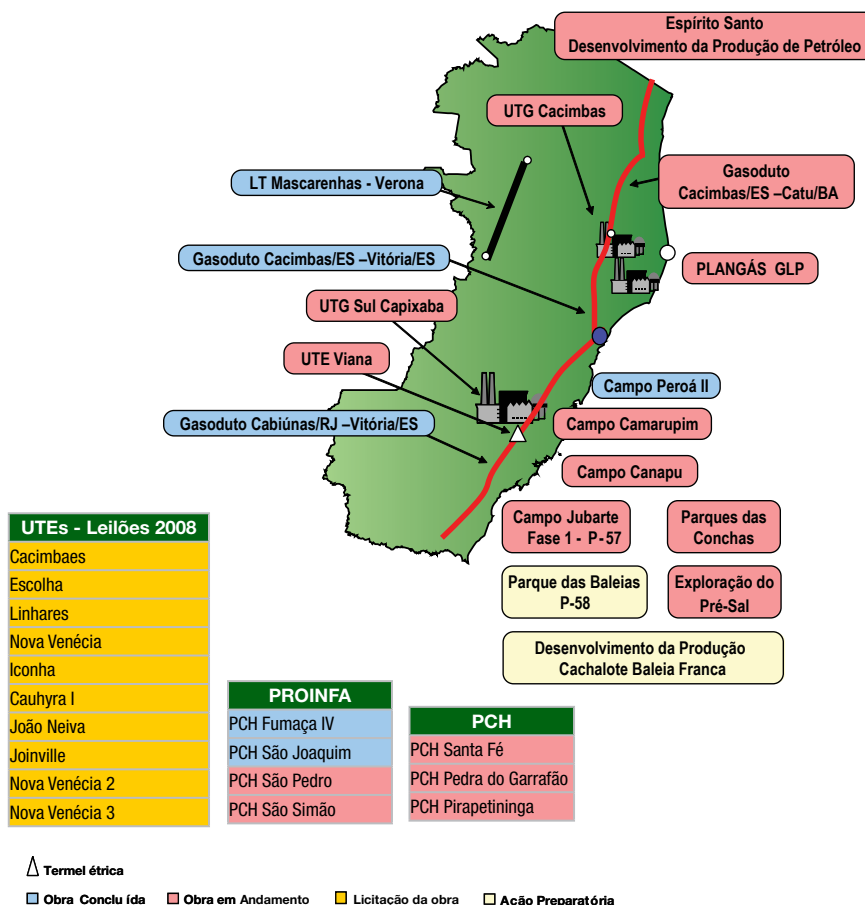 Espírito Santo
Desenvolvimento da Produção de Petróleo
UTG Cacimbas
LT Mascarenhas - Verona
Gasoduto
Cacimbas/ES –Catu/BA
Gasoduto Cacimbas/ES –Vitória/ES
PLANGÁS GLP
UTG Sul Capixaba
UTE Viana
Campo Peroá II
Gasoduto Cabiúnas/RJ –Vitória/ES
Campo Camarupim
Campo Canapu
Campo Jubarte
Fase 1 - P-57
Parques das
Conchas
Parque das Baleias
P-58
Exploração do
Pré-Sal
Desenvolvimento da Produção
Cachalote Baleia Franca
UTEs - Leilões 2008
Cacimbaes
Escolha
Linhares
Nova Venécia
Iconha
Cauhyra I
João Neiva
Joinville
Nova Venécia 2
Nova Venécia 3
PROINFA
PCH Fumaça IV
PCH São Joaquim
PCH São Pedro
PCH São Simão
PCH
PCH Santa Fé
PCH Pedra do Garrafão
PCH Pirapetininga
Termel étrica
Obra Conclu ída Obra em Andamento Licitação da obra Ação Preparatória